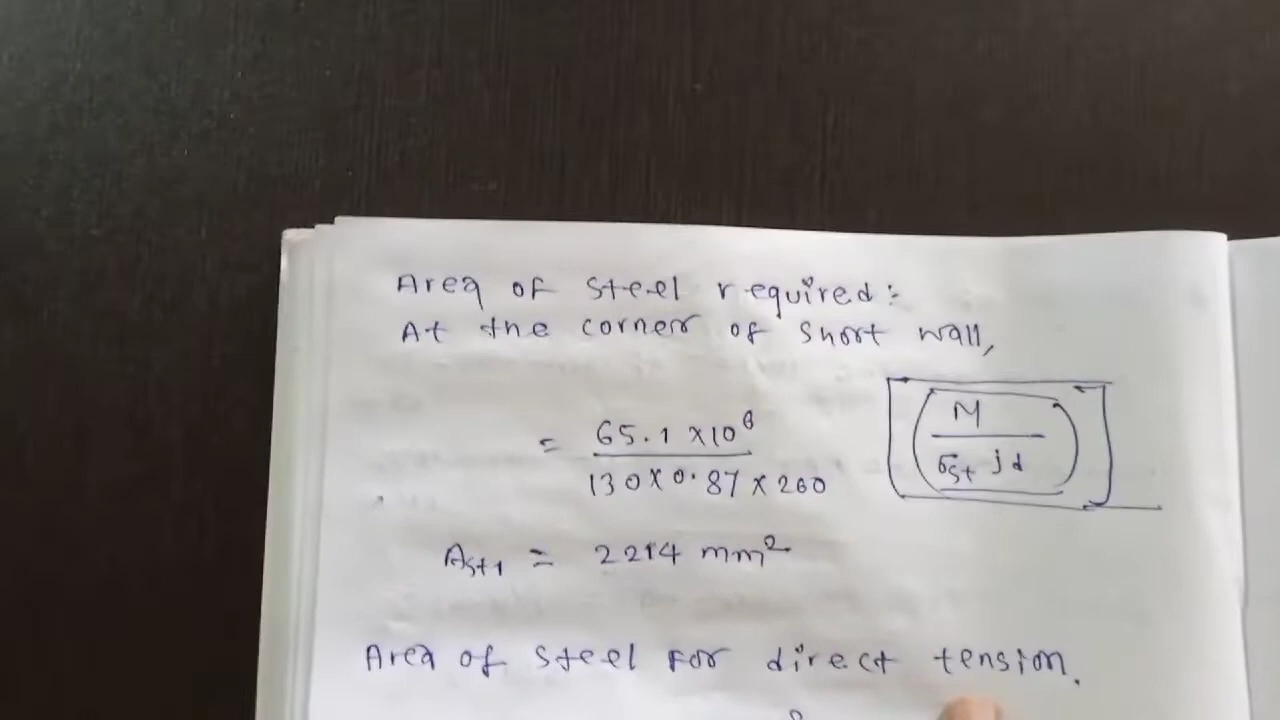 Area of steel required:
At the corner of short wall,
= 65.1 × 10⁶
130 × 0.87 × 260
M
σst jd
Ast1 = 2214 mm²
Area of steel for direct tension.